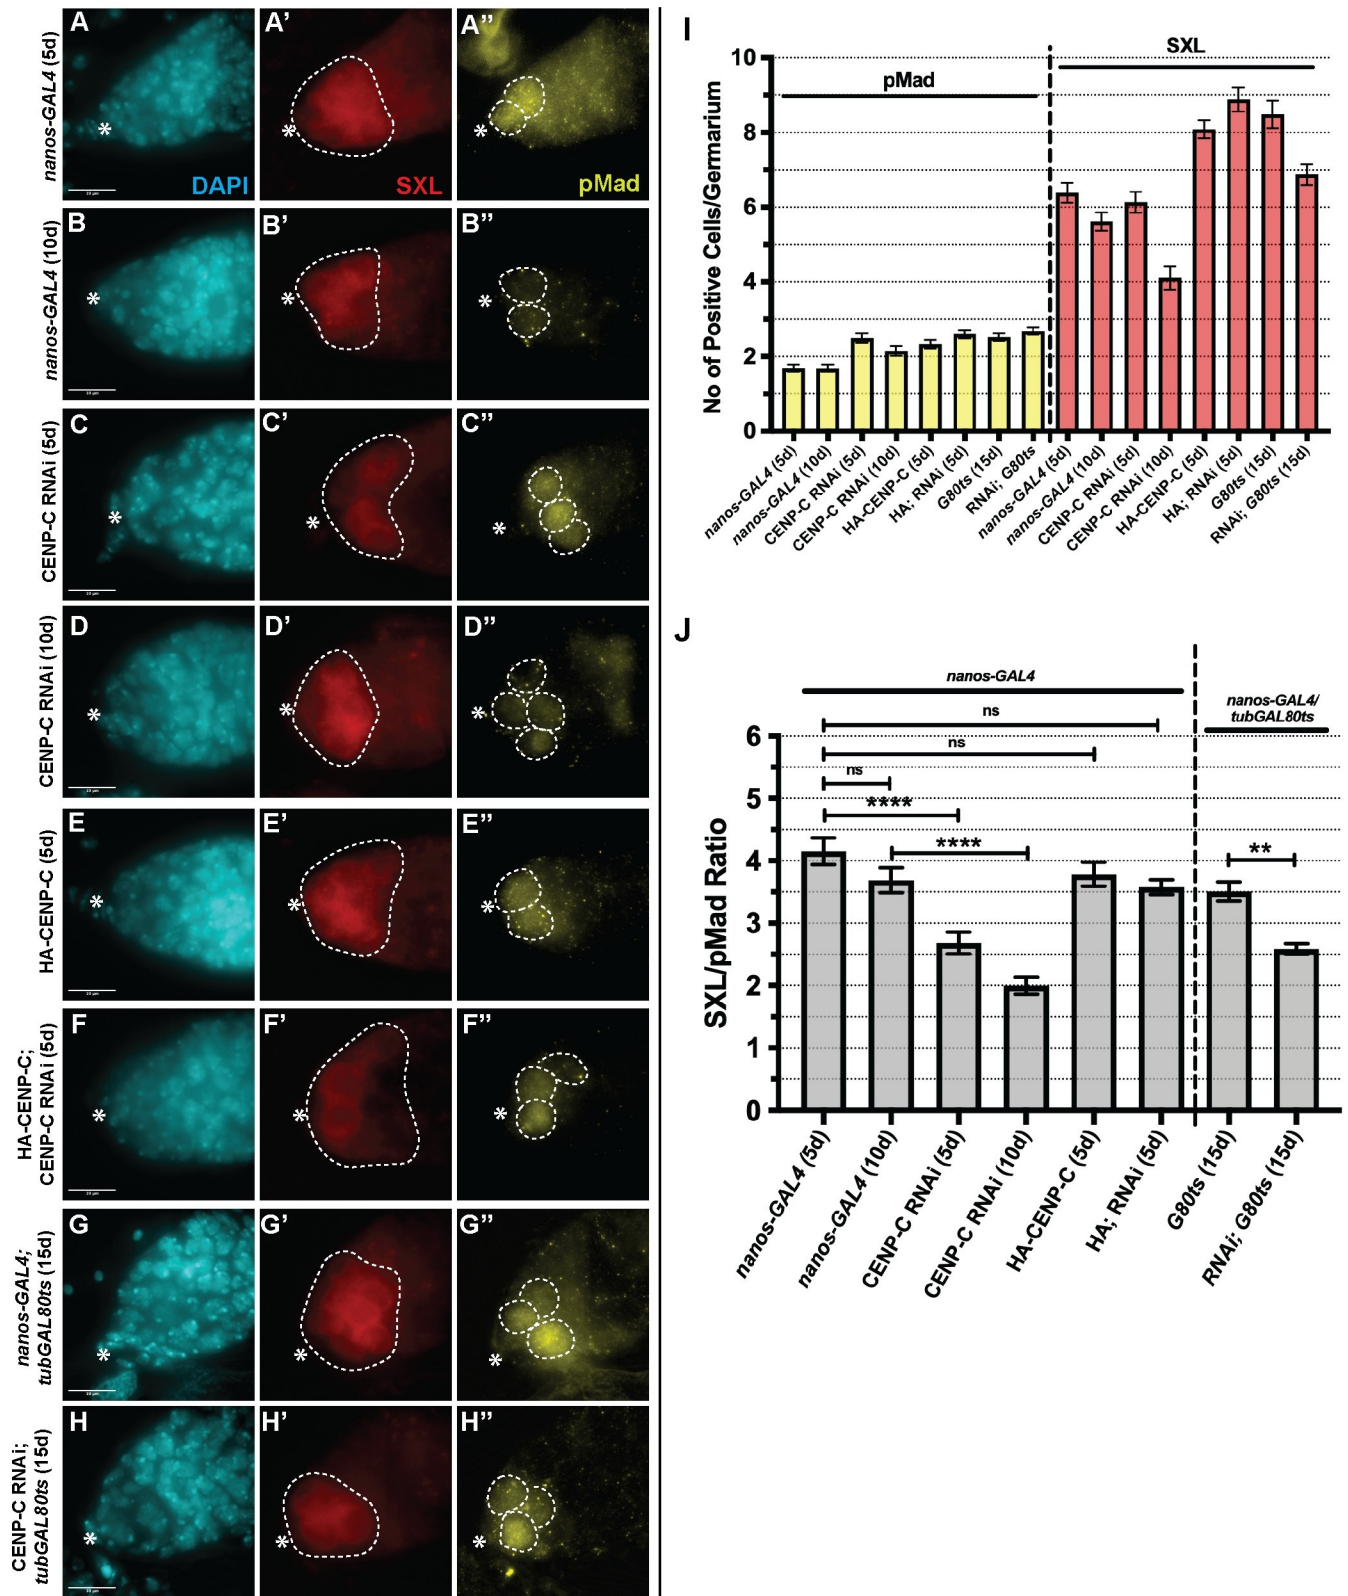 nanos-GAL4 (5d)
A
A’
A”
*
*
*
DAPI
SXL
pMad
nanos-GAL4 (10d)
B
B’
B”
*
*
*
CENP-C RNAi (5d)
C
C’
C”
*
*
*
CENP-C RNAi (10d)
D
D’
D”
*
*
*
HA-CENP-C (5d)
E
E’
E”
*
*
*
HA-CENP-C;
CENP-C RNAi (5d)
F
F’
F”
*
*
*
nanos-GAL4;
tubGAL80ts (15d)
G
G’
G”
*
*
*
CENP-C RNAi;
tubGAL80ts (15d)
H
H’
H”
*
*
*
I
SXL
pMad
No of Positive Cells/Germarium
10
8
6
4
2
0
nanos-GAL4 (5d)
nanos-GAL4 (10d)
CENP-C RNAi (5d)
CENP-C RNAi (10d)
HA-CENP-C (5d)
HA; RNAi (5d)
G80ts (15d)
RNAi; G80ts
nanos-GAL4 (5d)
nanos-GAL4 (10d)
CENP-C RNAi (5d)
CENP-C RNAi (10d)
HA-CENP-C (5d)
HA; RNAi (5d)
G80ts (15d)
RNAi; G80ts (15d)
J
nanos-GAL4
nanos-GAL4/
tubGAL80ts
ns
ns
ns
****
****
**
SXL/pMad Ratio
6
5
4
3
2
1
0
nanos-GAL4 (5d)
nanos-GAL4 (10d)
CENP-C RNAi (5d)
CENP-C RNAi (10d)
HA-CENP-C (5d)
HA; RNAi (5d)
G80ts (15d)
RNAi; G80ts (15d)